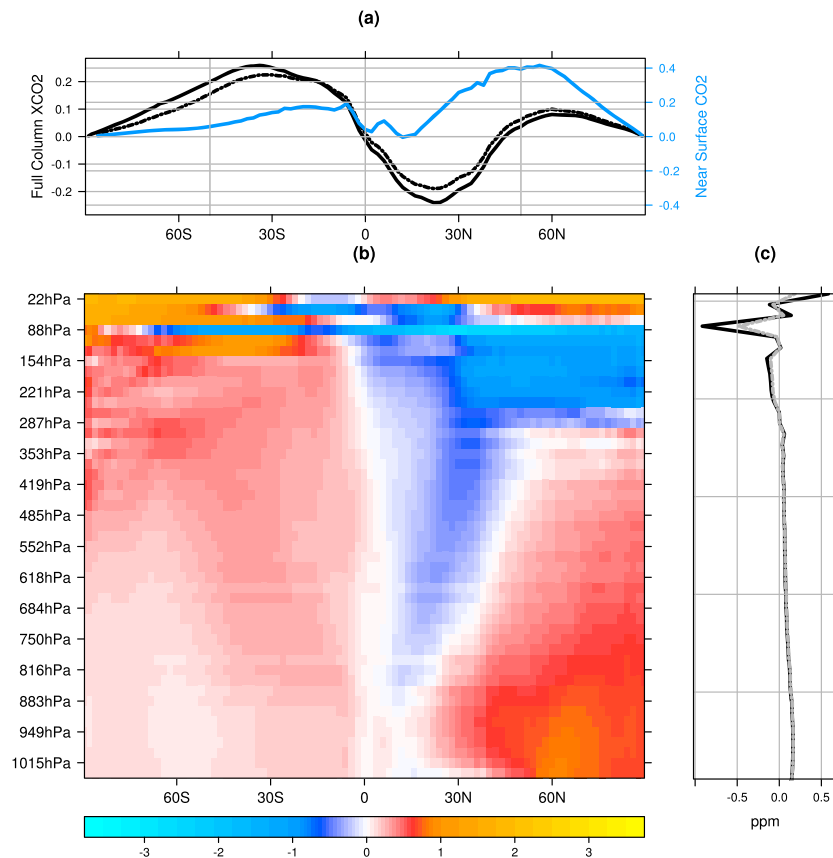 (a)
60S 30S 0 30N 60N
Full Column XCO2
0.2
0.1
0.0
-0.1
-0.2
0.4
0.2
0.0
-0.2
-0.4
Near Surface CO2
(b)
(c)
22hPa
88hPa
154hPa
221hPa
287hPa
353hPa
419hPa
485hPa
552hPa
618hPa
684hPa
750hPa
816hPa
883hPa
949hPa
1015hPa
60S 30S 0 30N 60N
-3 -2 -1 0 1 2 3
-0.5 0.0 0.5
ppm